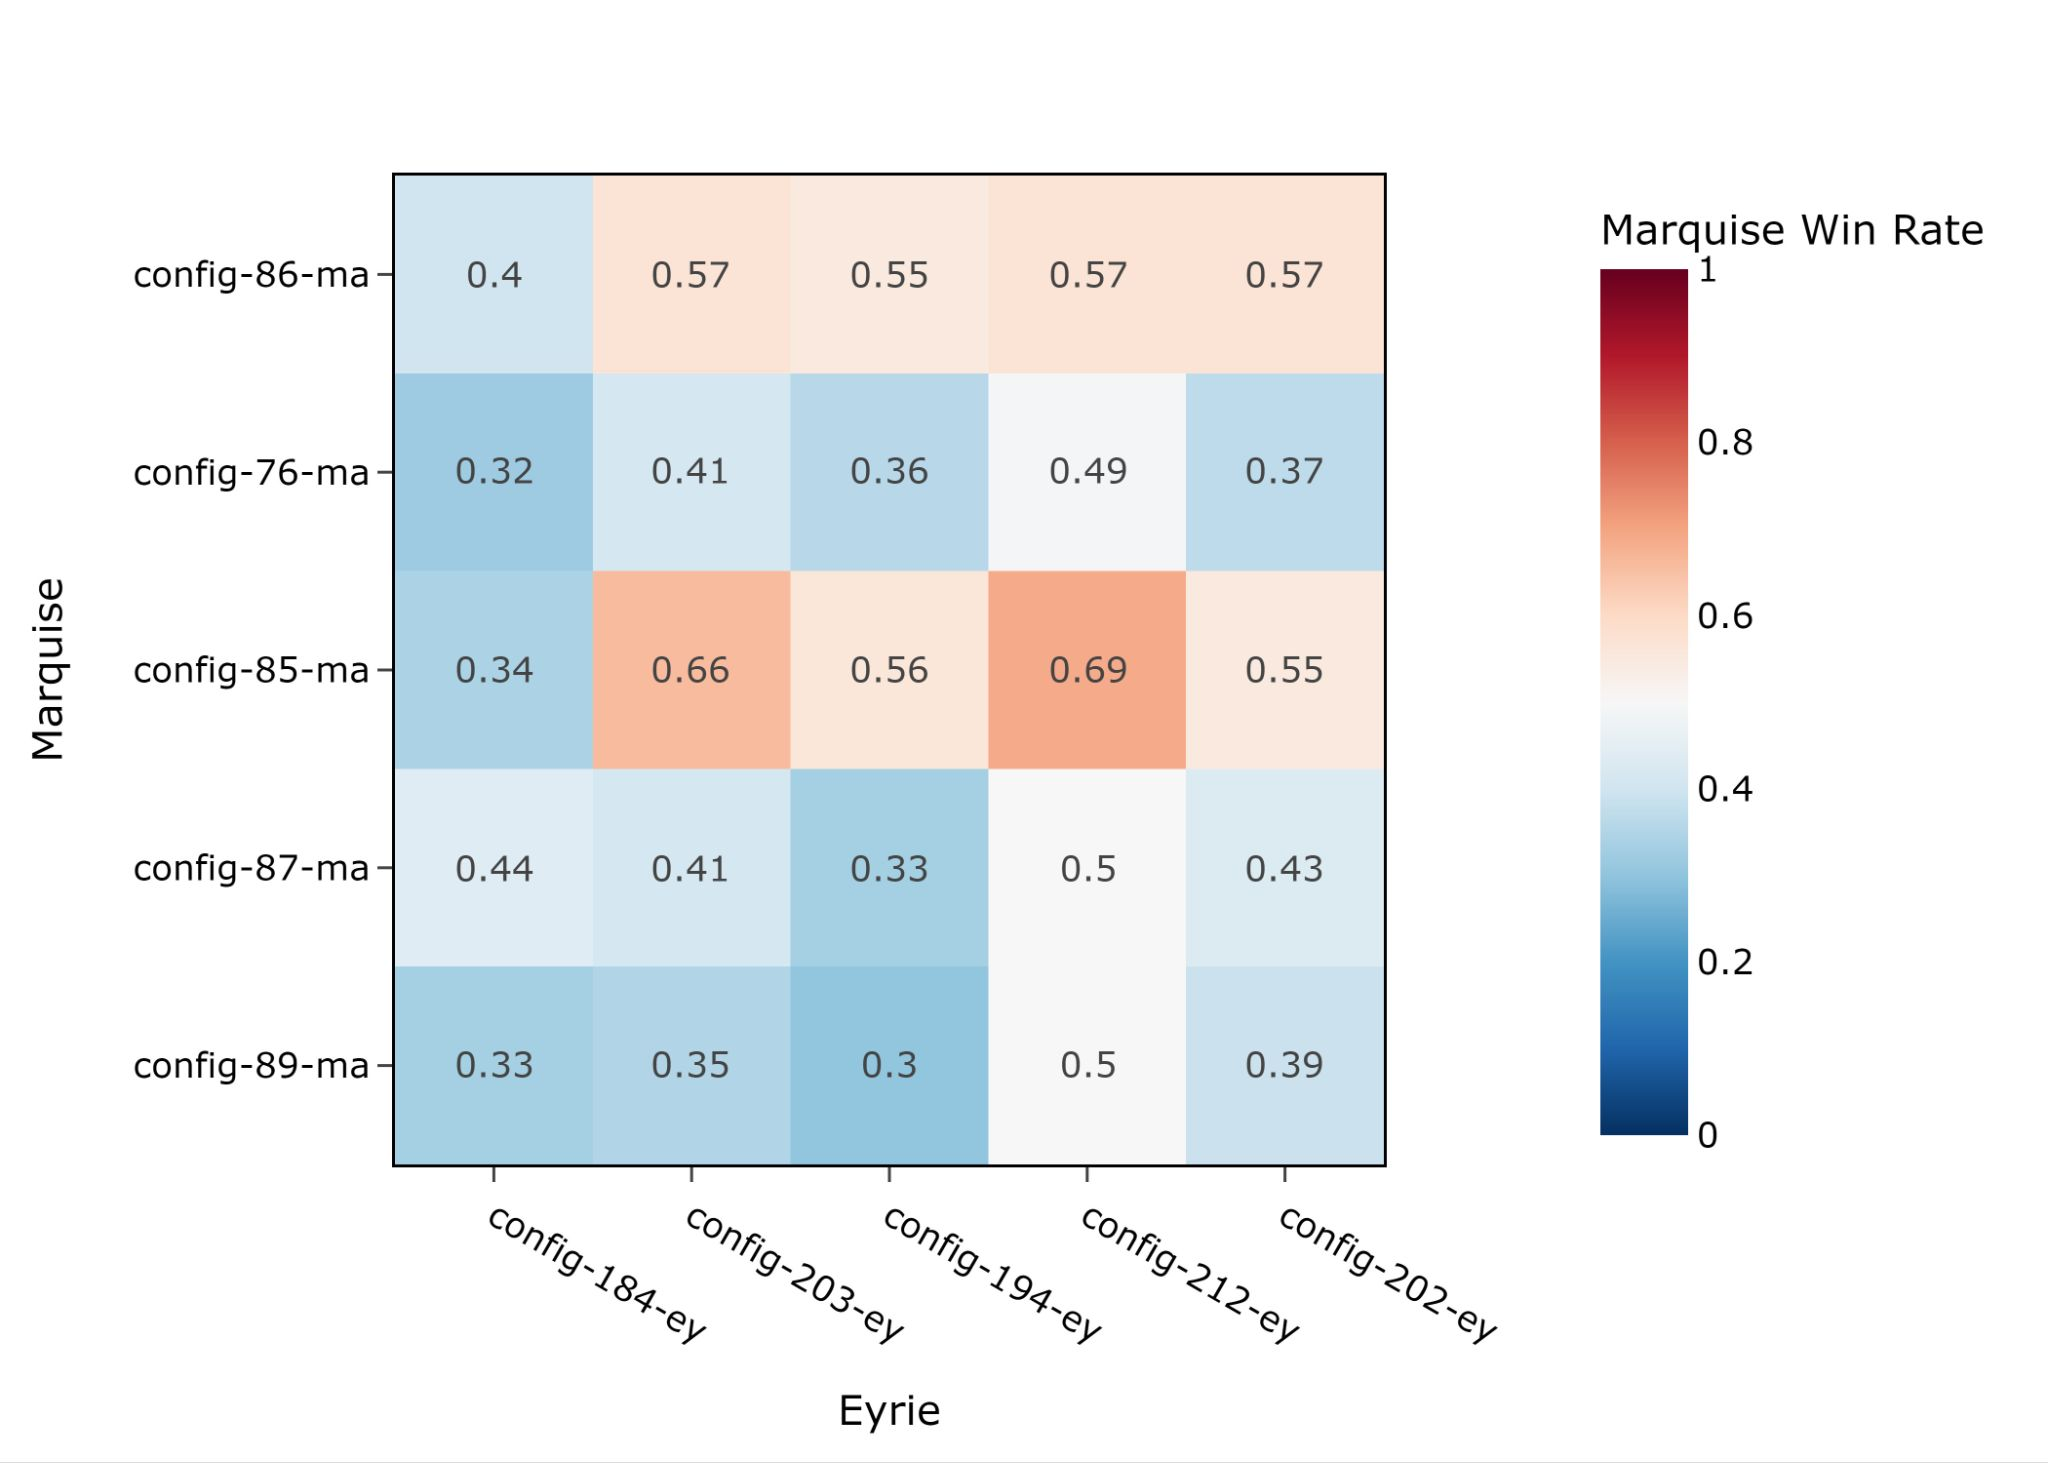 Marquise Win Rate
1
0.8
0.6
0.4
0.2
0
Marquise
config-86-ma 0.4 0.57 0.55 0.57 0.57
config-76-ma 0.32 0.41 0.36 0.49 0.37
config-85-ma 0.34 0.66 0.56 0.69 0.55
config-87-ma 0.44 0.41 0.33 0.5 0.43
config-89-ma 0.33 0.35 0.3 0.5 0.39
config-184-ey config-203-ey config-194-ey config-212-ey config-202-ey
Eyrie